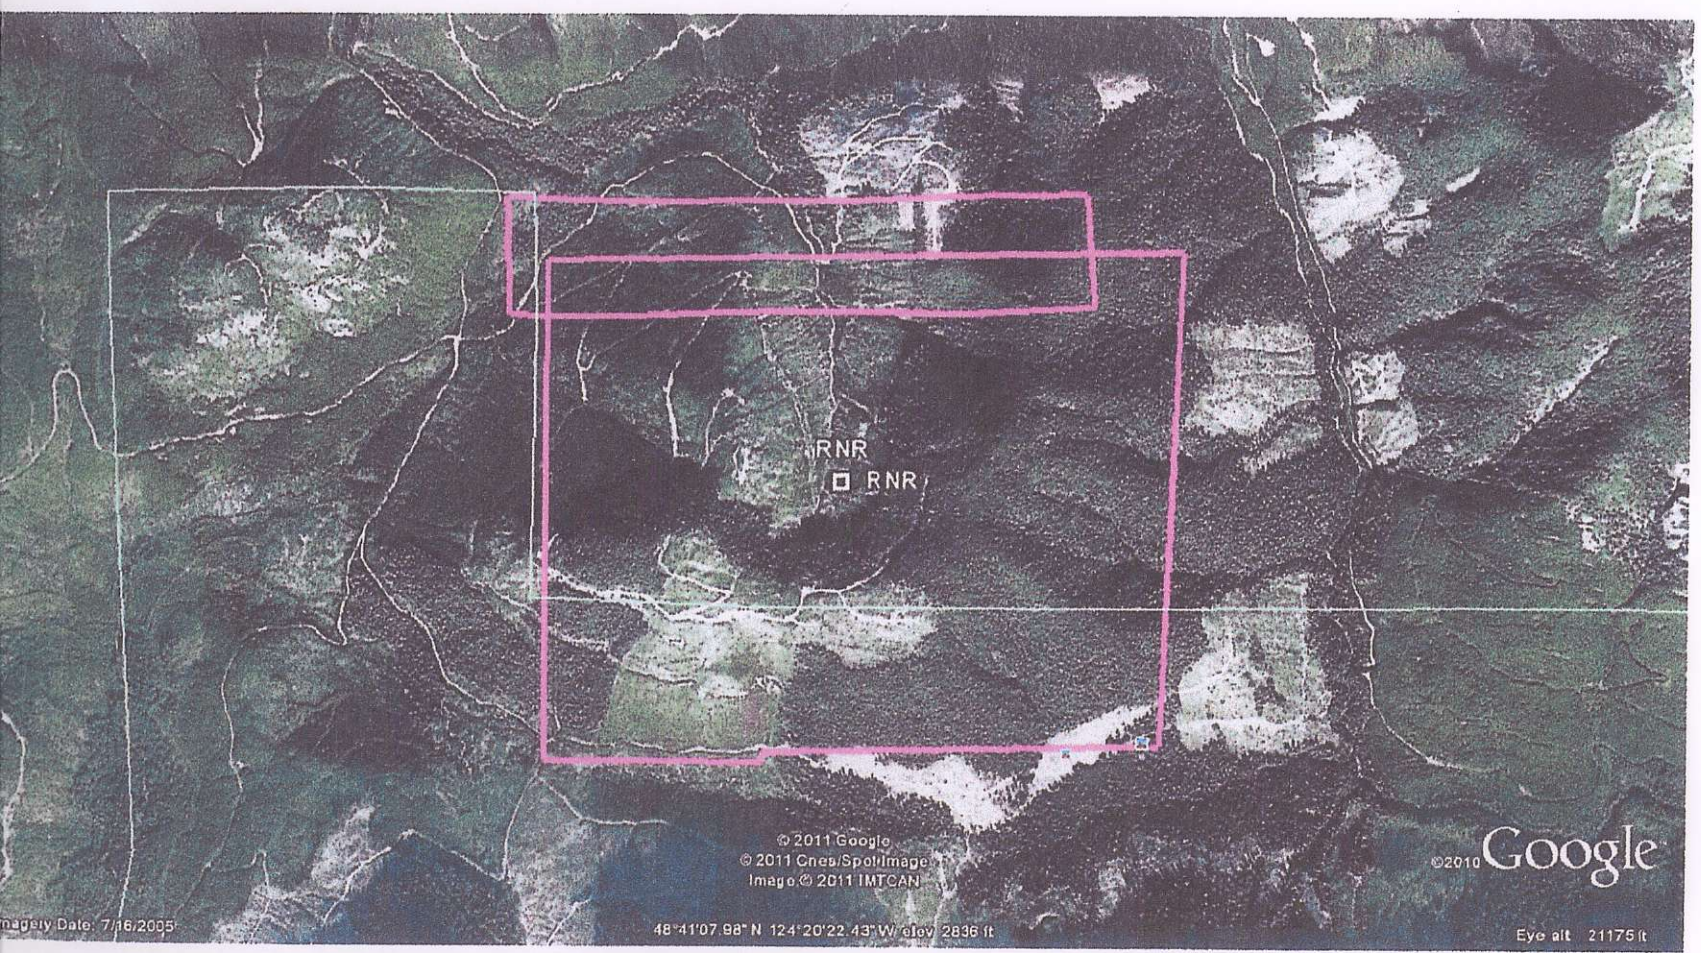 RNR
RNR
© 2011 Google
© 2011 Cnes/Spot Image
Image © 2011 IMTCAN
©2010 Google
magery Date: 7/16/2005
48°41'07.98" N 124°20'22.43" W elev 2836 ft
Eye alt 21175 ft